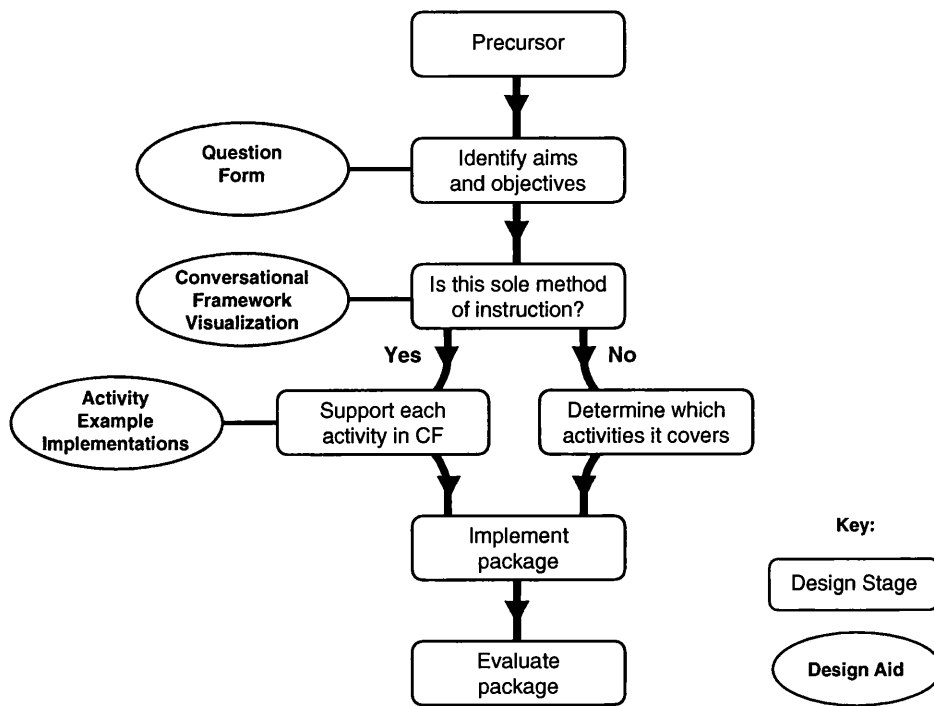 Precursor
Question
Form
Identify aims
and objectives
Conversational
Framework
Visualization
Is this sole method
of instruction?
Yes
No
Activity
Example
Implementations
Support each
activity in CF
Determine which
activities it covers
Implement
package
Key:
Design Stage
Evaluate
package
Design Aid